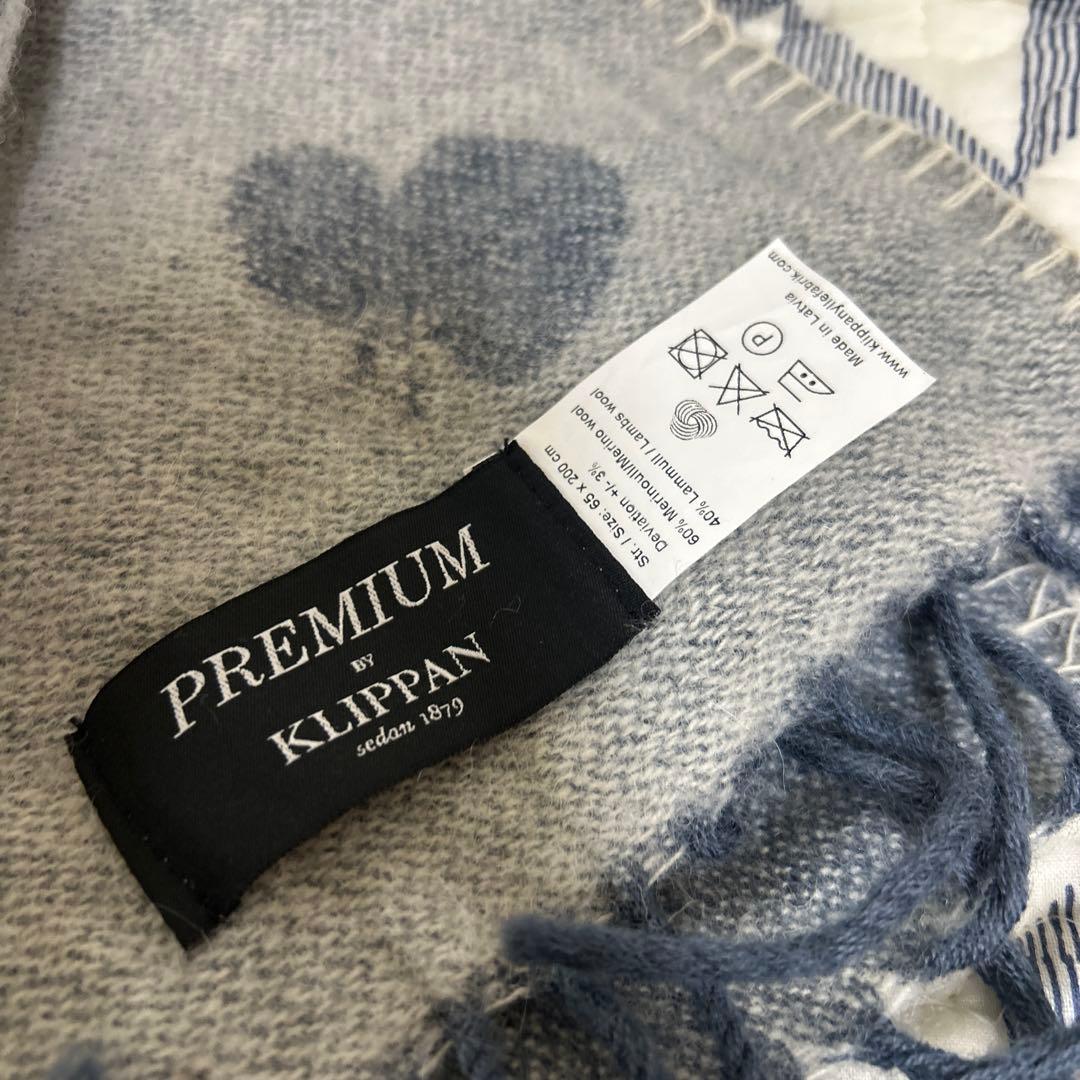 PREMIUM
BY
KLIPPAN
sedan 1879
Str. / Size: 65 x 200 cm
Deviation +/- 3%
60% Merinoull/Merino wool
40% Lammull / Lambs wool
P
Made in Latvia
www.klippanyllefabrik.com